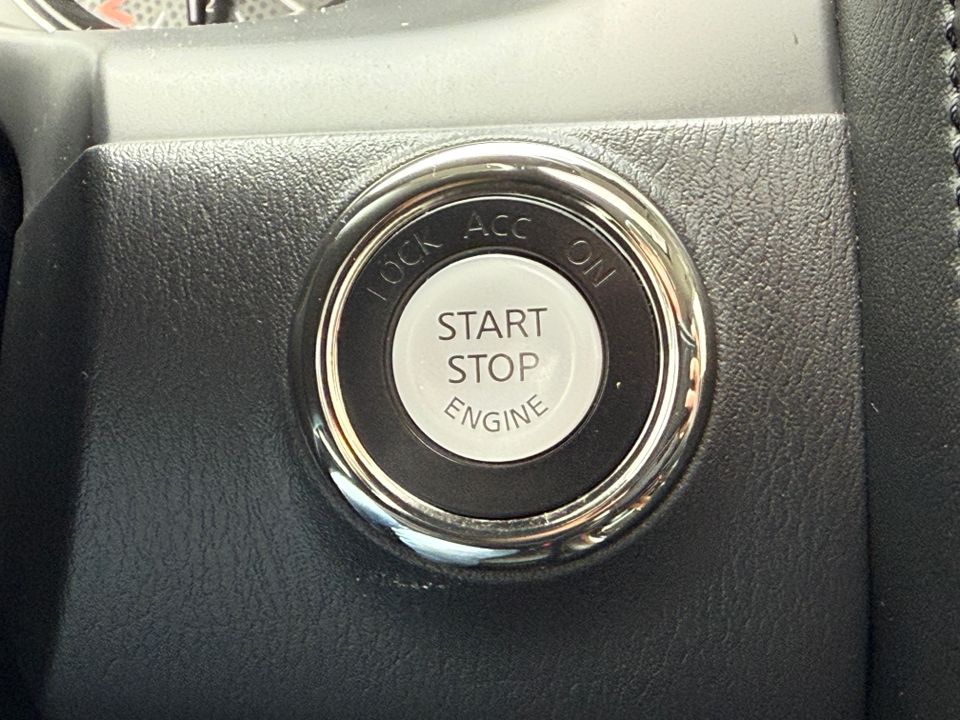 LOCK ACC ON
START
STOP
ENGINE